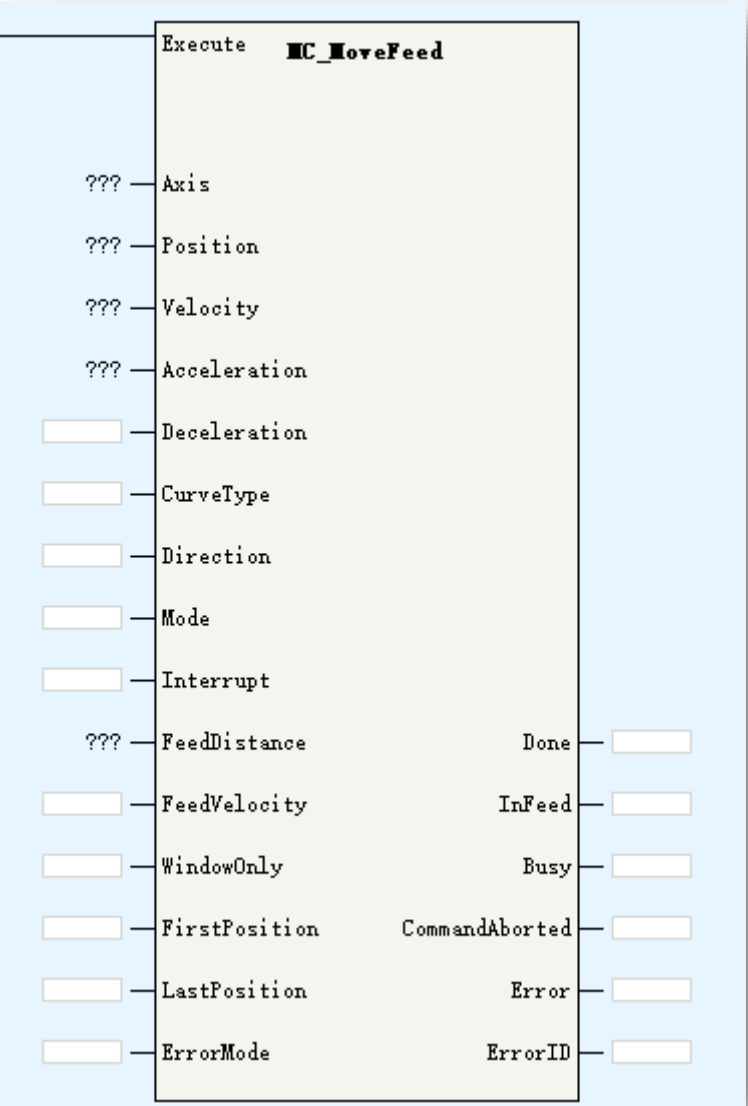 Execute MC_MoveFeed
??? Axis
??? Position
??? Velocity
??? Acceleration
Deceleration
CurveType
Direction
Mode
Interrupt
??? FeedDistance Done
FeedVelocity InFeed
WindowOnly Busy
FirstPosition CommandAborted
LastPosition Error
ErrorMode ErrorID